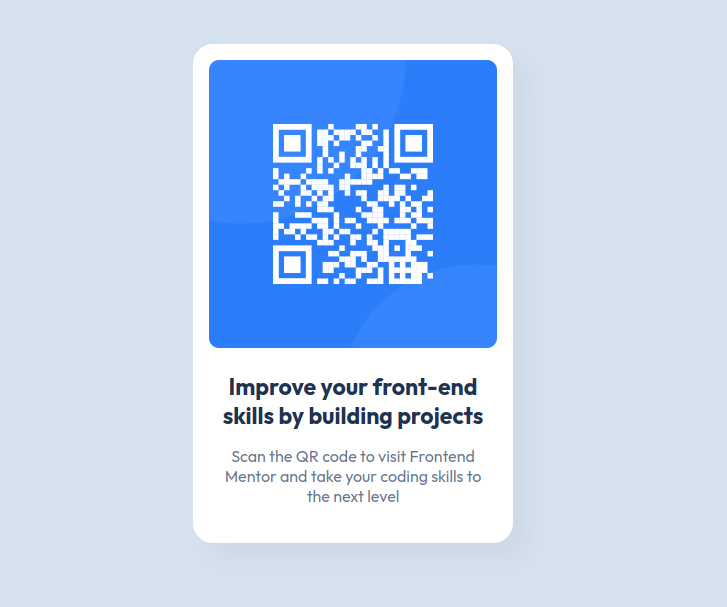 Improve your front-end
skills by building projects
Scan the QR code to visit Frontend
Mentor and take your coding skills to
the next level